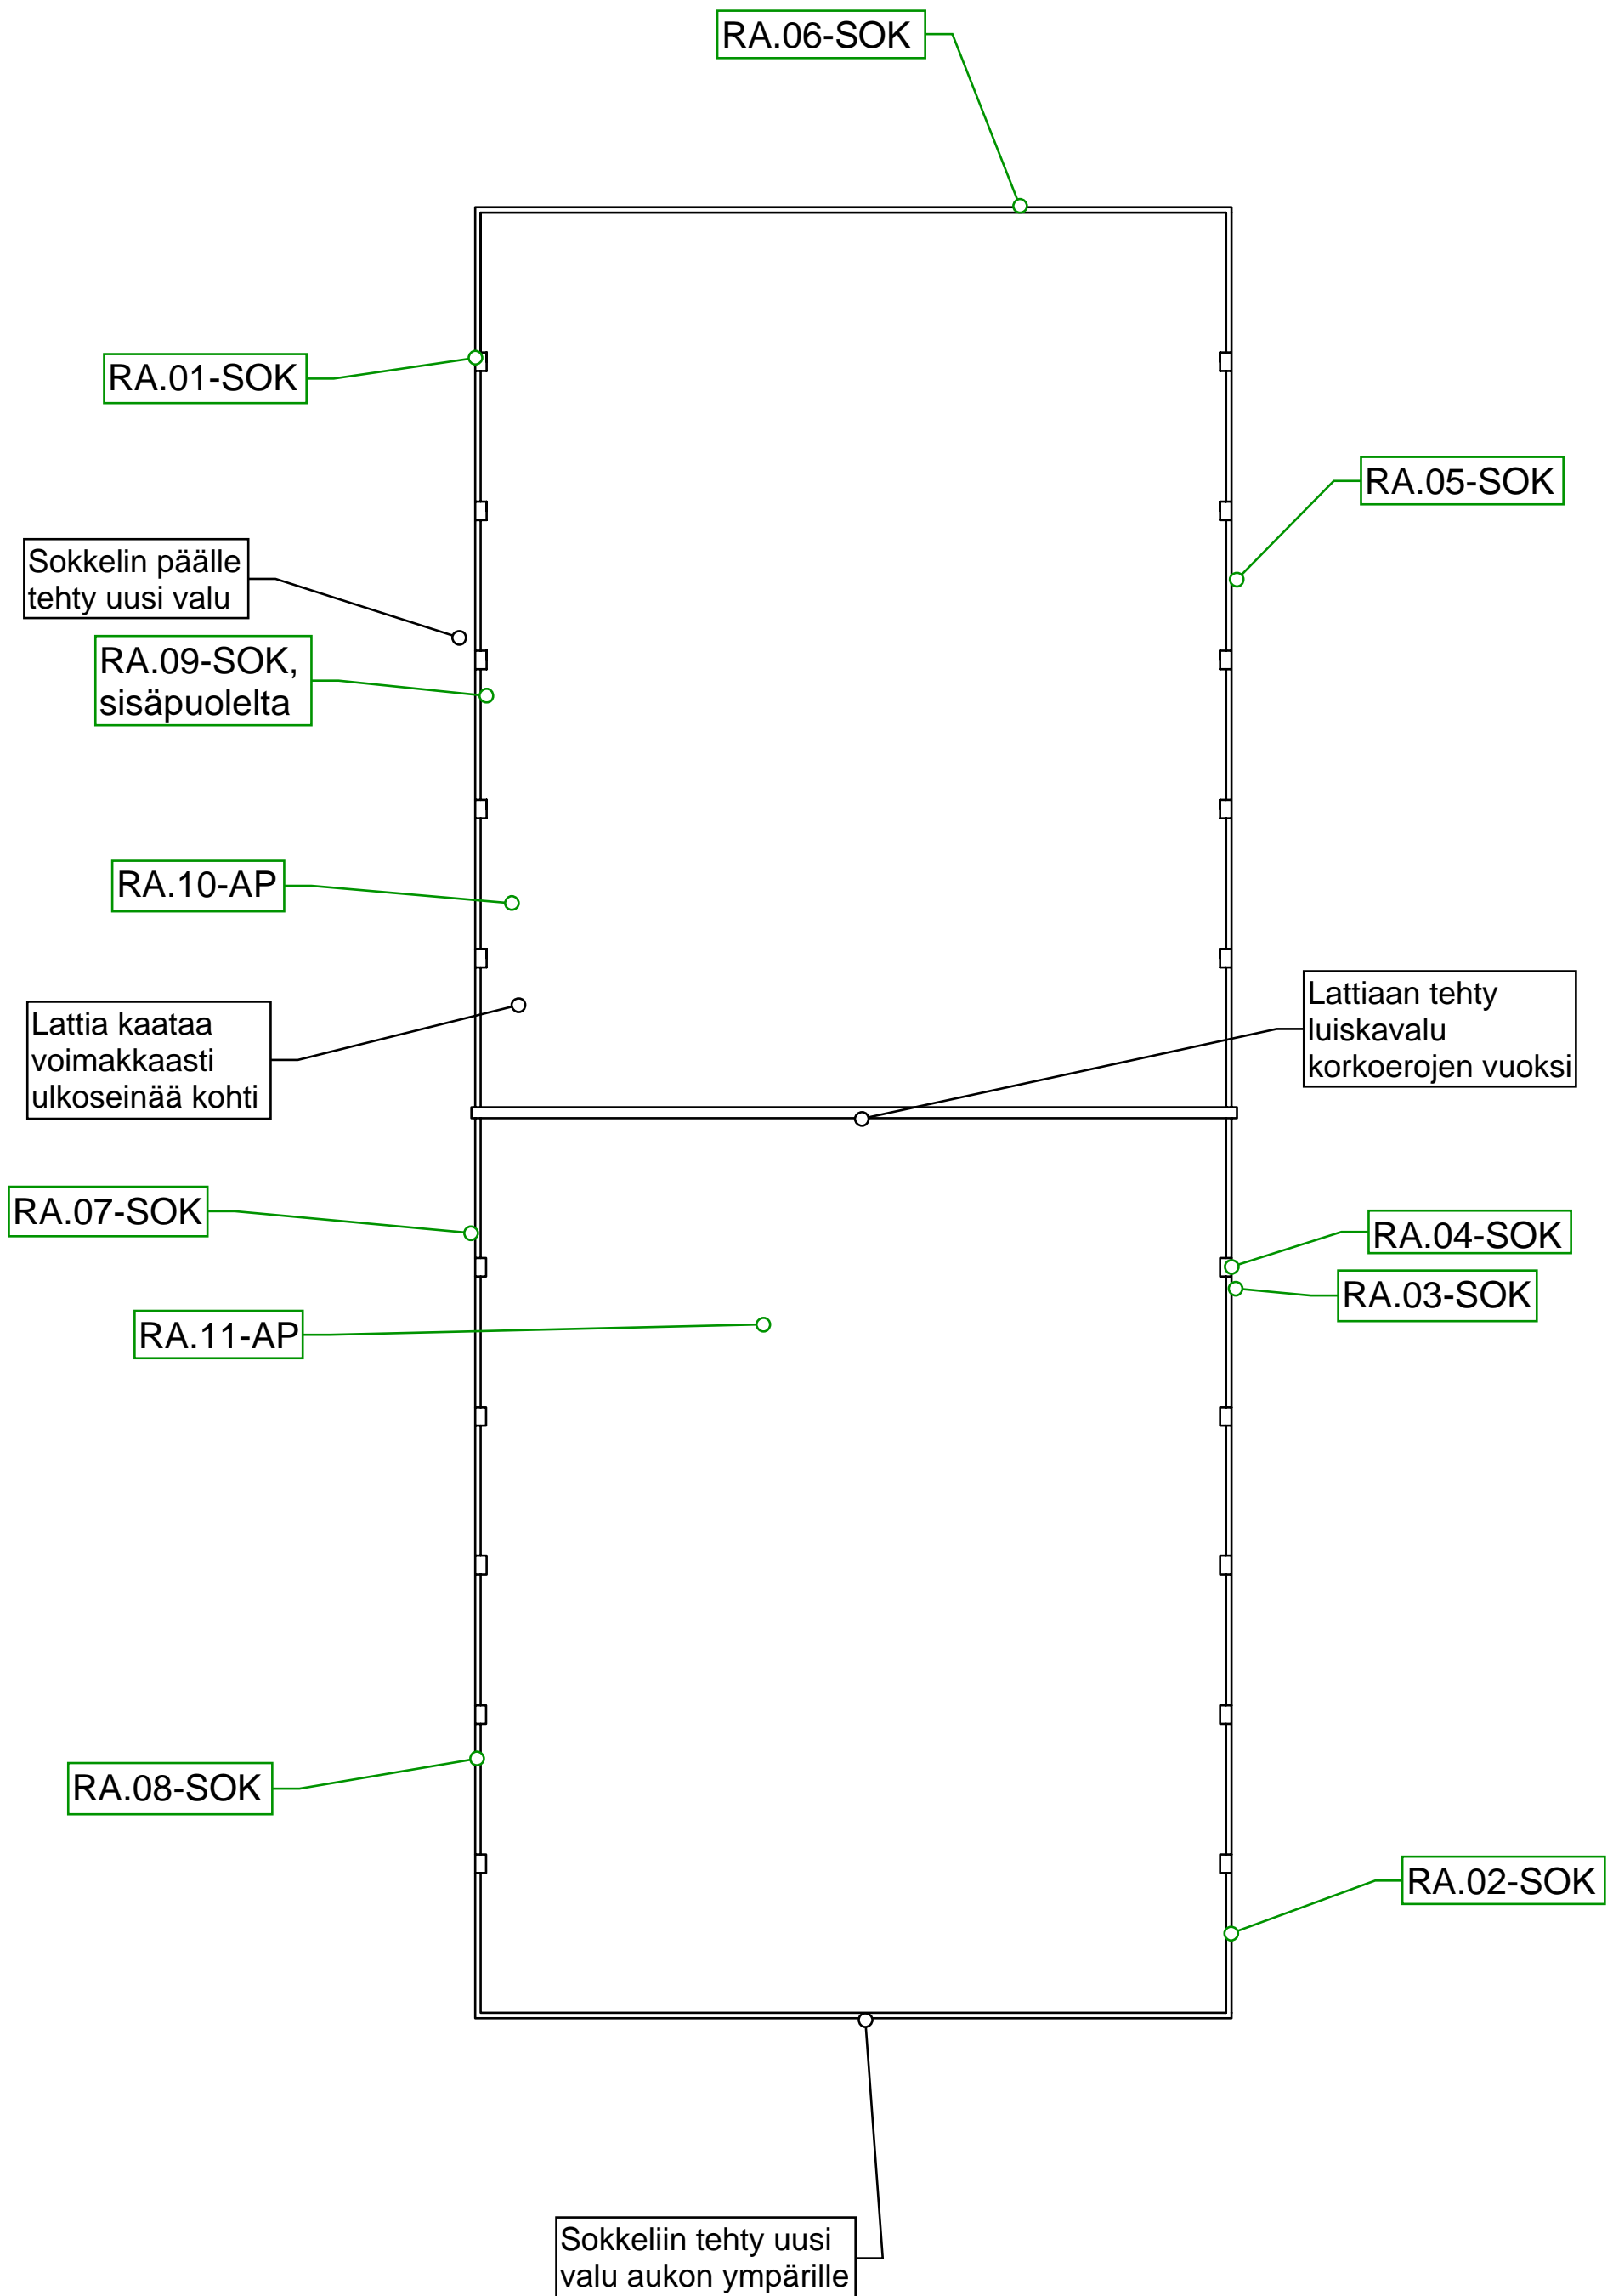 RA.06-SOK
RA.01-SOK
RA.05-SOK
Sokkelin päälle
tehty uusi valu
RA.09-SOK,
sisäpuolelta
RA.10-AP
Lattiaan tehty
luiskavalu
korkoerojen vuoksi
Lattia kaataa
voimakkaasti
ulkoseinää kohti
RA.07-SOK
RA.04-SOK
RA.03-SOK
RA.11-AP
RA.08-SOK
RA.02-SOK
Sokkeliin tehty uusi
valu aukon ympärille